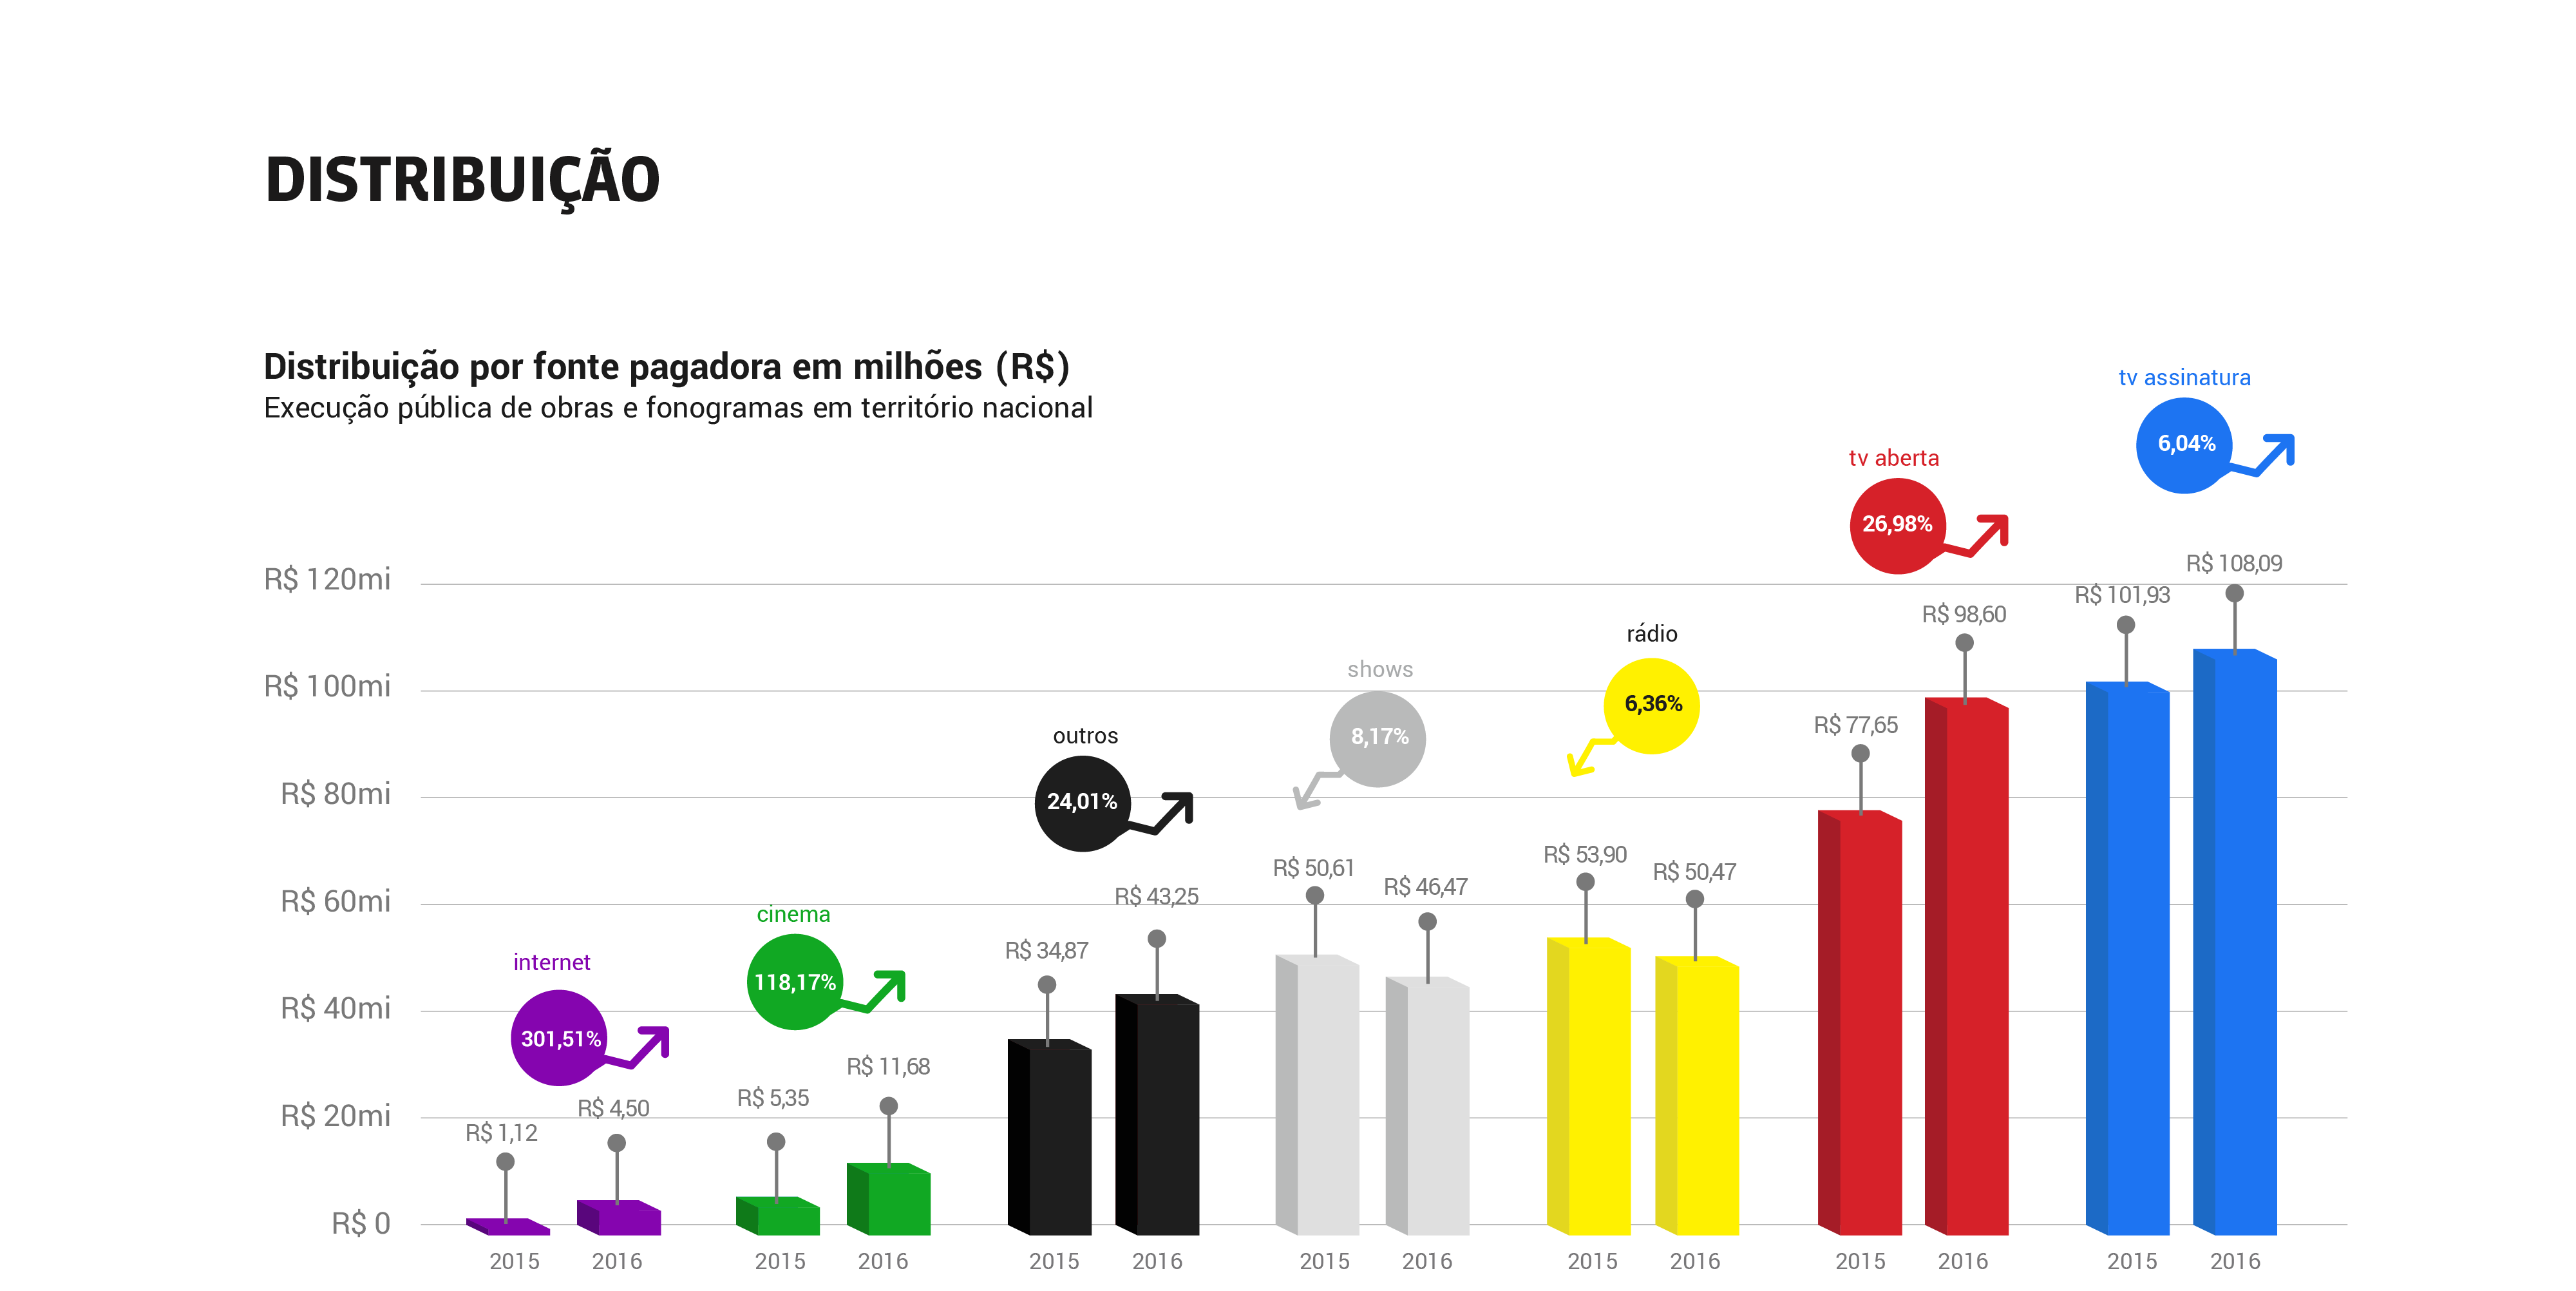 DISTRIBUIÇÃO
Distribuição por fonte pagadora em milhões (R$)
Execução pública de obras e fonogramas em território nacional
tv assinatura
6,04%
tv aberta
26,98%
rádio
6,36%
shows
8,17%
outros
24,01%
cinema
118,17%
internet
301,51%
R$ 120mi
R$ 100mi
R$ 80mi
R$ 60mi
R$ 40mi
R$ 20mi
R$ 0
R$ 1,12
R$ 4,50
R$ 5,35
R$ 11,68
R$ 34,87
R$ 43,25
R$ 50,61
R$ 46,47
R$ 53,90
R$ 50,47
R$ 77,65
R$ 98,60
R$ 101,93
R$ 108,09
2015 2016 2015 2016 2015 2016 2015 2016 2015 2016 2015 2016 2015 2016